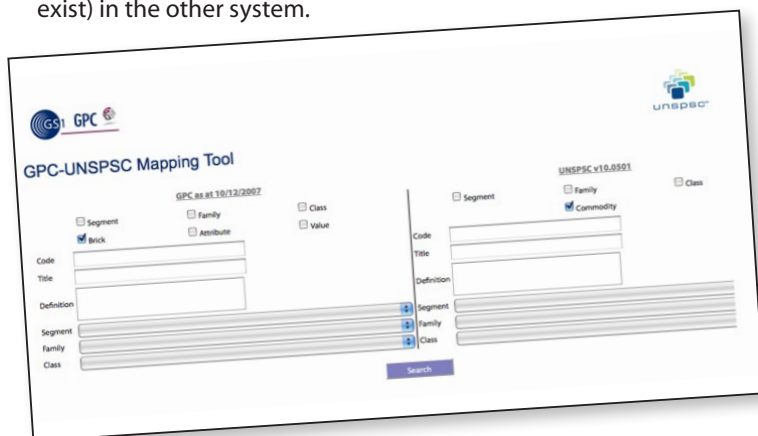 exist) in the other system.
GS1 GPC
UNSPSC
GPC-UNSPSC Mapping Tool
GPC as at 10/12/2007
Segment Family Class
Brick Attribute Value
Code
Title
Definition
Segment
Family
Class
UNSPSC v10.0501
Segment Family Class
Commodity
Code
Title
Definition
Segment
Family
Class
Search